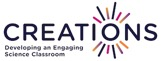 CREATIONS
Developing an Engaging
Science Classroom